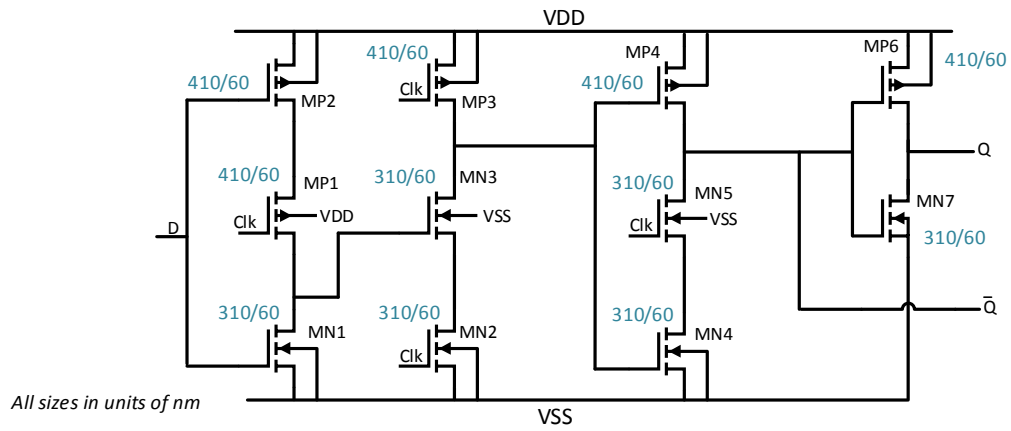 VDD
410/60
MP2
410/60
Clk
MP3
MP4
410/60
MP6
410/60
410/60
MP1
Clk
VDD
310/60
MN3
VSS
310/60
MN5
Clk
VSS
Q
MN7
310/60
D
310/60
MN1
310/60
MN2
Clk
310/60
MN4
Q̅
All sizes in units of nm
VSS